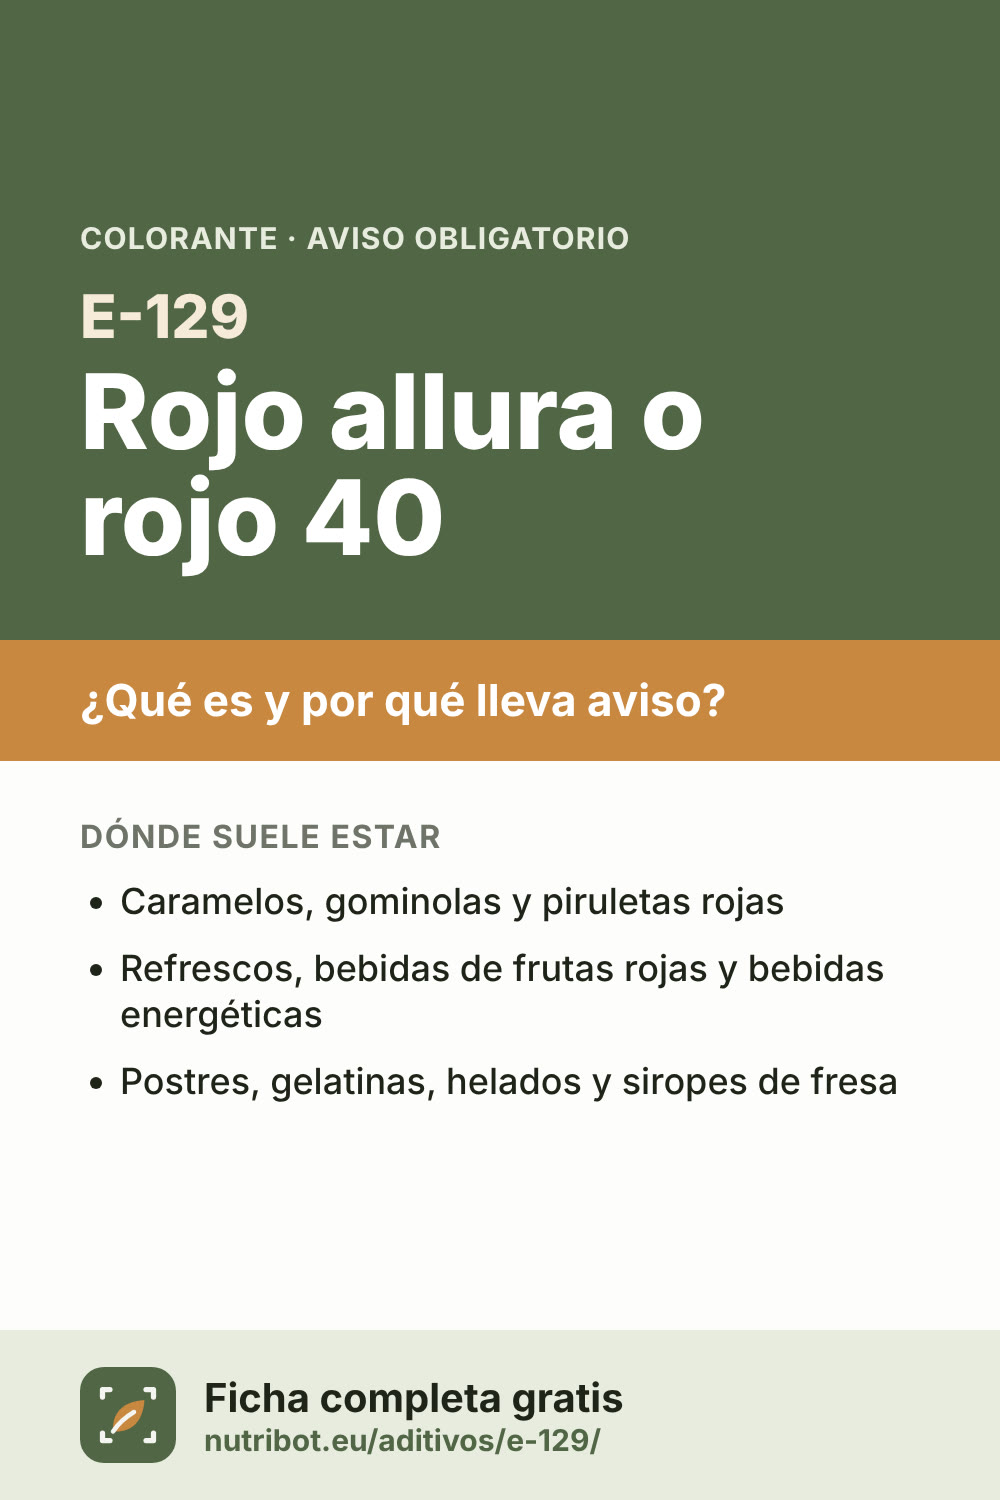 COLORANTE · AVISO OBLIGATORIO
E-129
Rojo allura o
rojo 40
¿Qué es y por qué lleva aviso?
DÓNDE SUELE ESTAR
• Caramelos, gominolas y piruletas rojas
• Refrescos, bebidas de frutas rojas y bebidas
energéticas
• Postres, gelatinas, helados y siropes de fresa
Ficha completa gratis
nutribot.eu/aditivos/e-129/